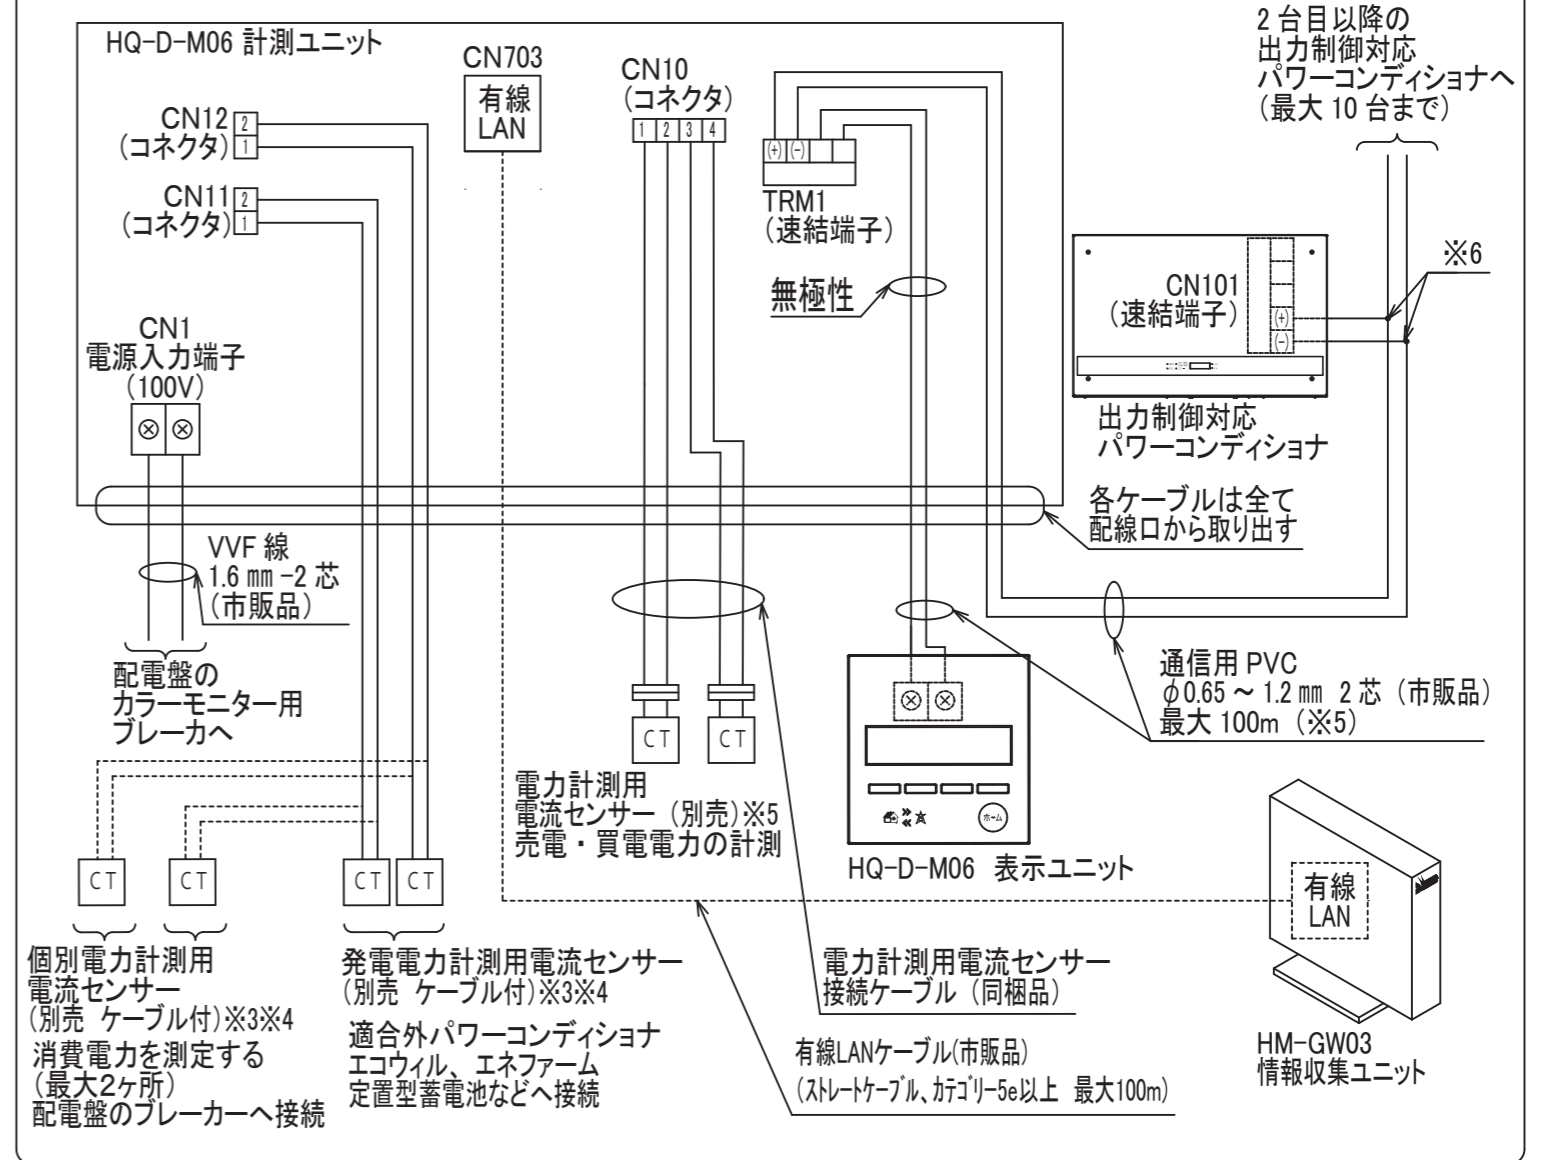 HQ-D-M06 計測ユニット
CN703
有線
LAN
CN10
(コネクタ)
1 2 3 4
CN12
(コネクタ)
2
1
CN11
(コネクタ)
2
1
(+) (-)
TRM1
(速結端子)
無極性
2 台目以降の
出力制御対応
パワーコンディショナへ
(最大 10 台まで)
※6
CN101
(速結端子)
(+)
(-)
出力制御対応
パワーコンディショナ
CN1
電源入力端子
(100V)
各ケーブルは全て
配線口から取り出す
VVF 線
1.6 ㎜ -2 芯
(市販品)
配電盤の
カラーモニター用
ブレーカへ
通信用 PVC
φ0.65 ～ 1.2 ㎜ 2 芯 (市販品)
最大 100m (※5)
CT CT
電力計測用
電流センサー (別売)※5
売電・買電電力の計測
ホーム
HQ-D-M06 表示ユニット
CT CT CT CT
有線
LAN
個別電力計測用
電流センサー
(別売 ケーブル付)※3※4
消費電力を測定する
(最大2ヶ所)
配電盤のブレーカーへ接続
発電電力計測用電流センサー
(別売 ケーブル付)※3※4
適合外パワーコンディショナ
エコウィル、エネファーム
定置型蓄電池などへ接続
電力計測用電流センサー
接続ケーブル (同梱品)
有線LANケーブル(市販品)
(ストレートケーブル、カテゴリー5e以上 最大100m)
HM-GW03
情報収集ユニット